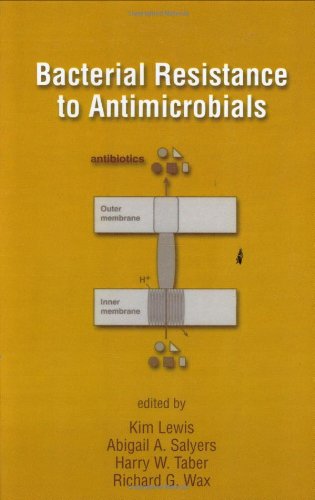 Bacterial Resistance
to Antimicrobials
antibiotics
Outer
membrane
H+
Inner
membrane
edited by
Kim Lewis
Abigail A. Salyers
Harry W. Taber
Richard G. Wax